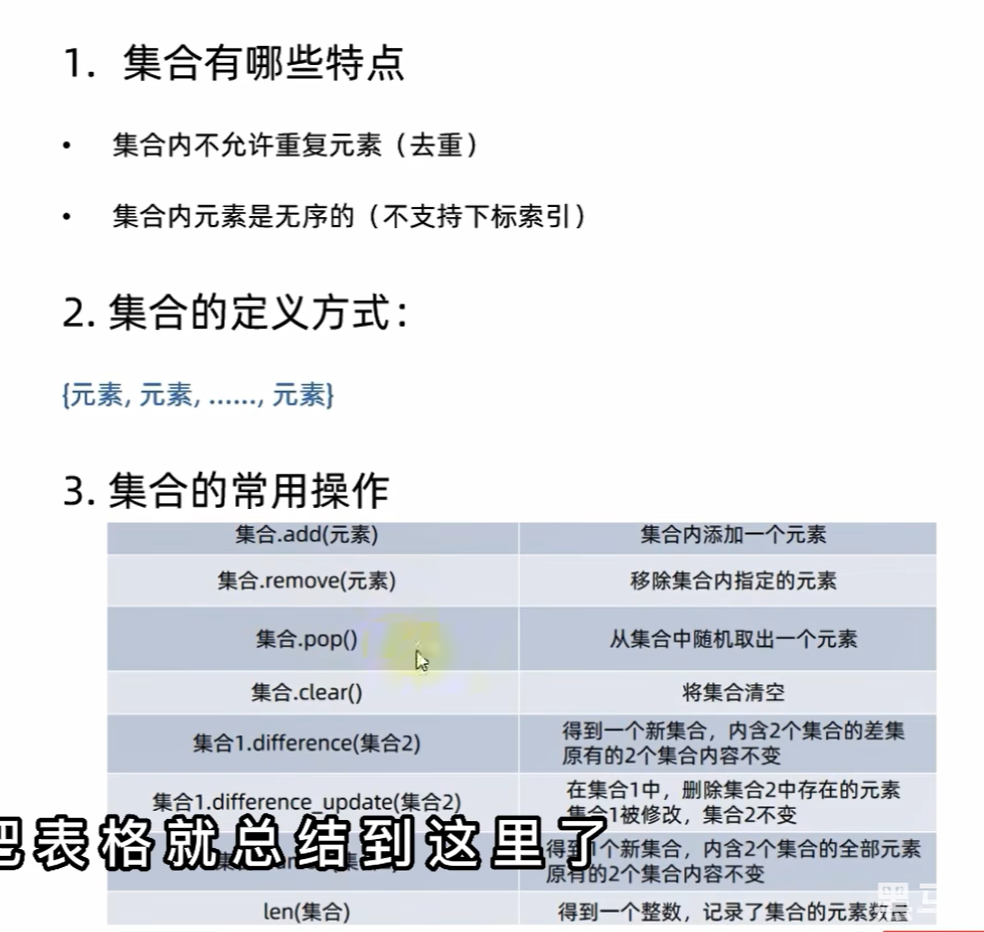 1. 集合有哪些特点
• 集合内不允许重复元素（去重）
• 集合内元素是无序的（不支持下标索引）
2. 集合的定义方式：
{元素, 元素, ......, 元素}
3. 集合的常用操作
集合.add(元素) 集合内添加一个元素
集合.remove(元素) 移除集合内指定的元素
集合.pop() 从集合中随机取出一个元素
集合.clear() 将集合清空
集合1.difference(集合2) 得到一个新集合，内含2个集合的差集
原有的2个集合内容不变
集合1.difference_update(集合2) 在集合1中，删除集合2中存在的元素
集合1被修改，集合2不变
把表格就总结到这里了
得到1个新集合，内含2个集合的全部元素
原有的2个集合内容不变
len(集合) 得到一个整数，记录了集合的元素数量